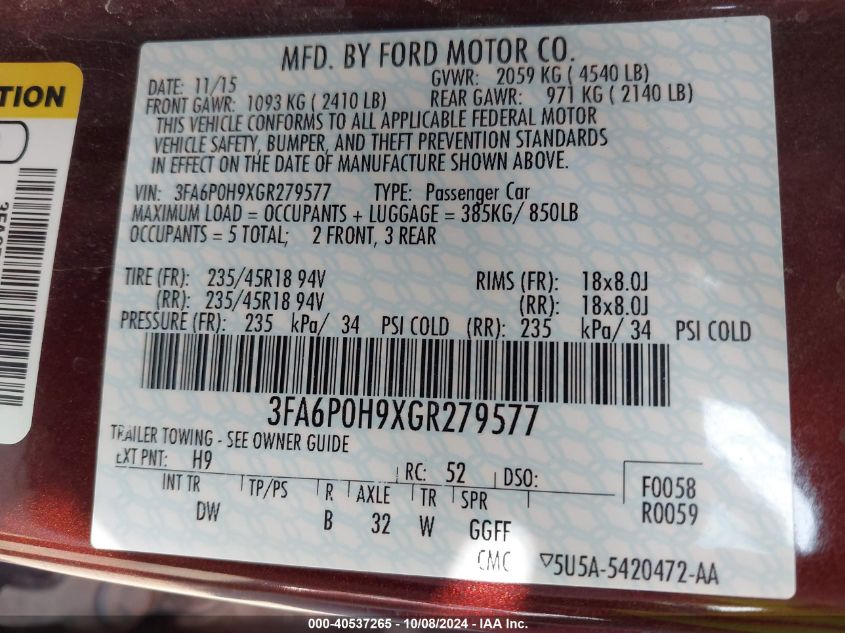 TION
MFD. BY FORD MOTOR CO.
DATE: 11/15 GVWR: 2059 KG ( 4540 LB)
FRONT GAWR: 1093 KG ( 2410 LB) REAR GAWR: 971 KG ( 2140 LB)
THIS VEHICLE CONFORMS TO ALL APPLICABLE FEDERAL MOTOR
VEHICLE SAFETY, BUMPER, AND THEFT PREVENTION STANDARDS
IN EFFECT ON THE DATE OF MANUFACTURE SHOWN ABOVE.
VIN: 3FA6P0H9XGR279577 TYPE: Passenger Car
MAXIMUM LOAD = OCCUPANTS + LUGGAGE = 385KG/ 850LB
OCCUPANTS = 5 TOTAL; 2 FRONT, 3 REAR
TIRE (FR): 235/45R18 94V RIMS (FR): 18x8.0J
(RR): 235/45R18 94V (RR): 18x8.0J
PRESSURE (FR): 235 kPa/ 34 PSI COLD (RR): 235 kPa/ 34 PSI COLD
3FA6P0H9XGR279577
TRAILER TOWING - SEE OWNER GUIDE
EXT PNT: H9 RC: 52 DSO:
INT TR TP/PS R AXLE TR SPR F0058
DW B 32 W GGFF R0059
CMC ▽5U5A-5420472-AA
000-40537265 - 10/08/2024 - IAA Inc.